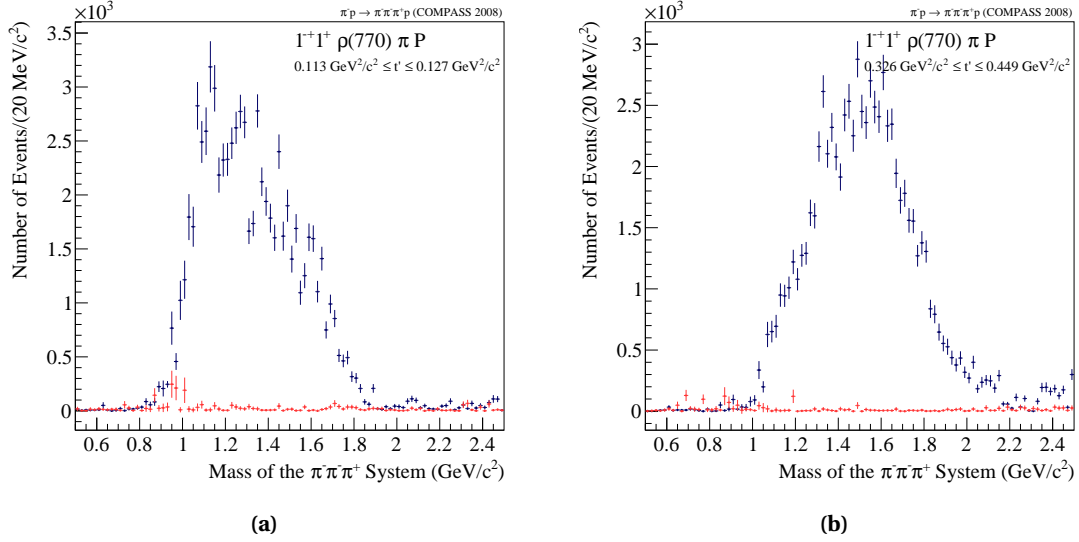 ×10³
π⁻p → π⁻π⁻π⁺p (COMPASS 2008)
1⁻⁺1⁺ ρ(770) π P
0.113 GeV²/c² ≤ t' ≤ 0.127 GeV²/c²
Number of Events/(20 MeV/c²)
3.5
3
2.5
2
1.5
1
0.5
0
0.6 0.8 1 1.2 1.4 1.6 1.8 2 2.2 2.4
Mass of the π⁻π⁻π⁺ System (GeV/c²)
(a)
×10³
π⁻p → π⁻π⁻π⁺p (COMPASS 2008)
1⁻⁺1⁺ ρ(770) π P
0.326 GeV²/c² ≤ t' ≤ 0.449 GeV²/c²
Number of Events/(20 MeV/c²)
3
2.5
2
1.5
1
0.5
0
0.6 0.8 1 1.2 1.4 1.6 1.8 2 2.2 2.4
Mass of the π⁻π⁻π⁺ System (GeV/c²)
(b)